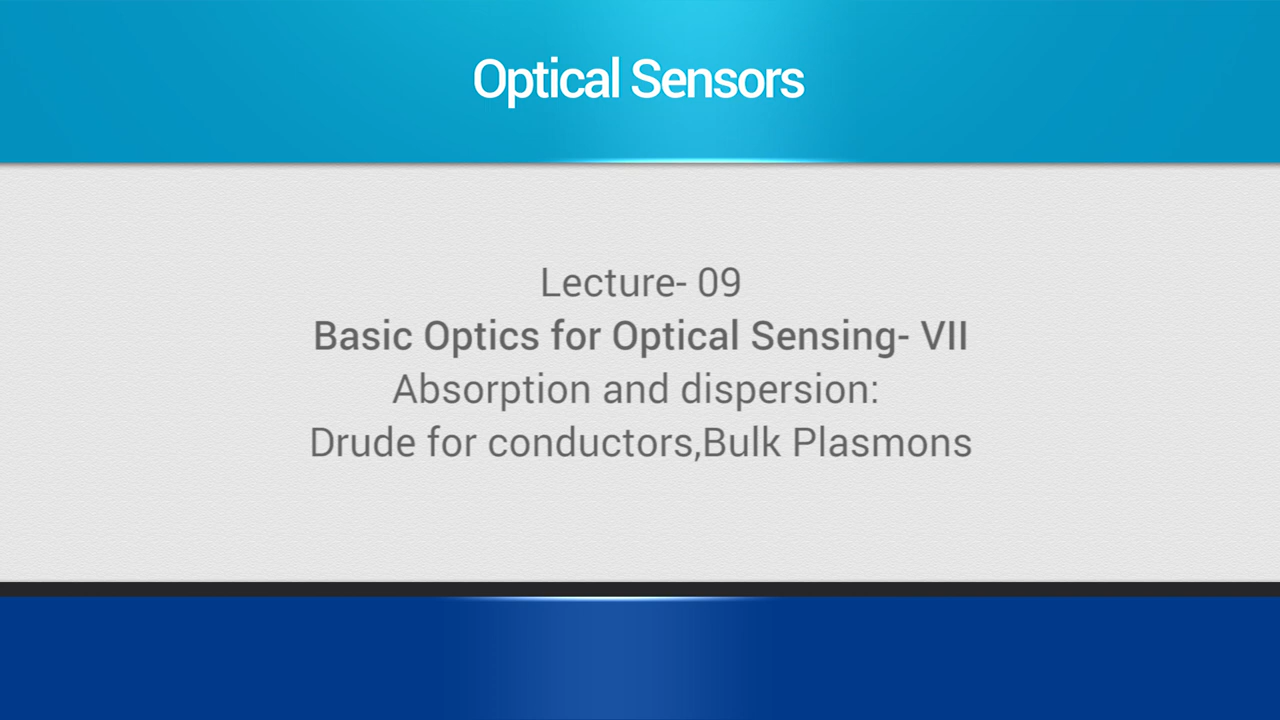 Optical Sensors
Lecture- 09
Basic Optics for Optical Sensing- VII
Absorption and dispersion:
Drude for conductors,Bulk Plasmons